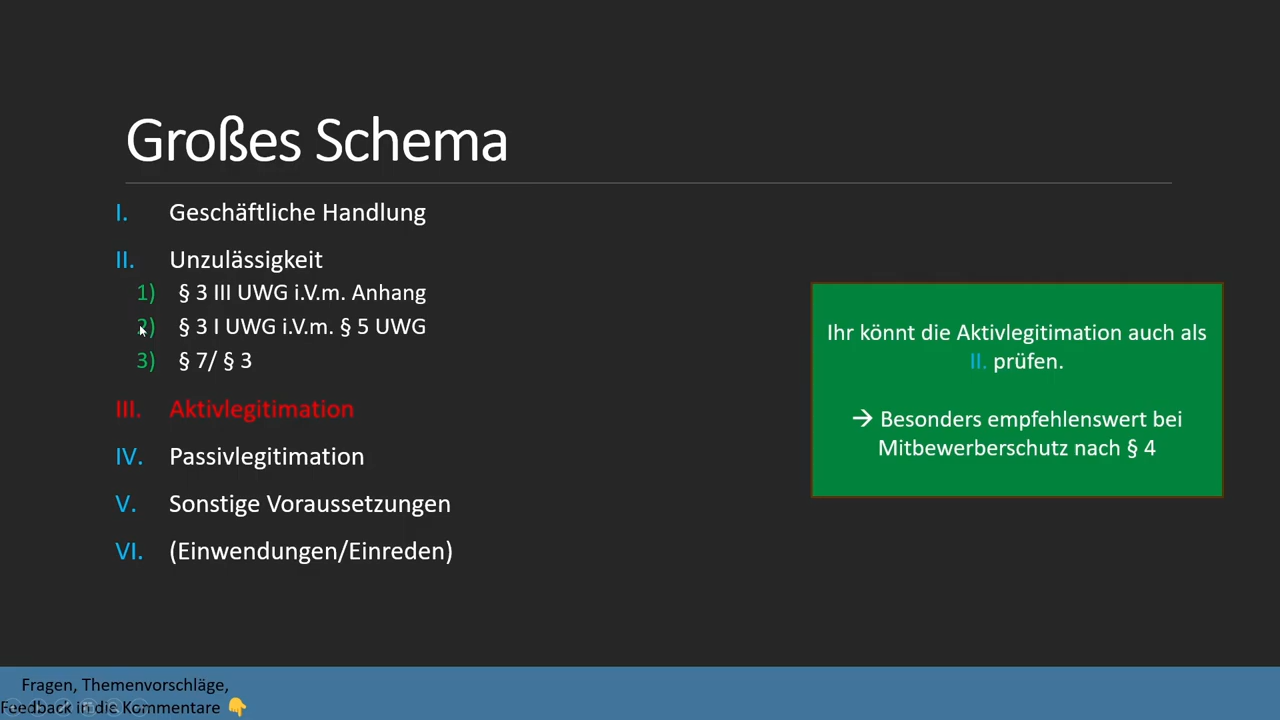 Großes Schema
I. Geschäftliche Handlung
II. Unzulässigkeit
1) § 3 III UWG i.V.m. Anhang
2) § 3 I UWG i.V.m. § 5 UWG
3) § 7/ § 3
III. Aktivlegitimation
IV. Passivlegitimation
V. Sonstige Voraussetzungen
VI. (Einwendungen/Einreden)
Ihr könnt die Aktivlegitimation auch als
II. prüfen.
→ Besonders empfehlenswert bei
Mitbewerberschutz nach § 4
Fragen, Themenvorschläge,
Feedback in die Kommentare 👇